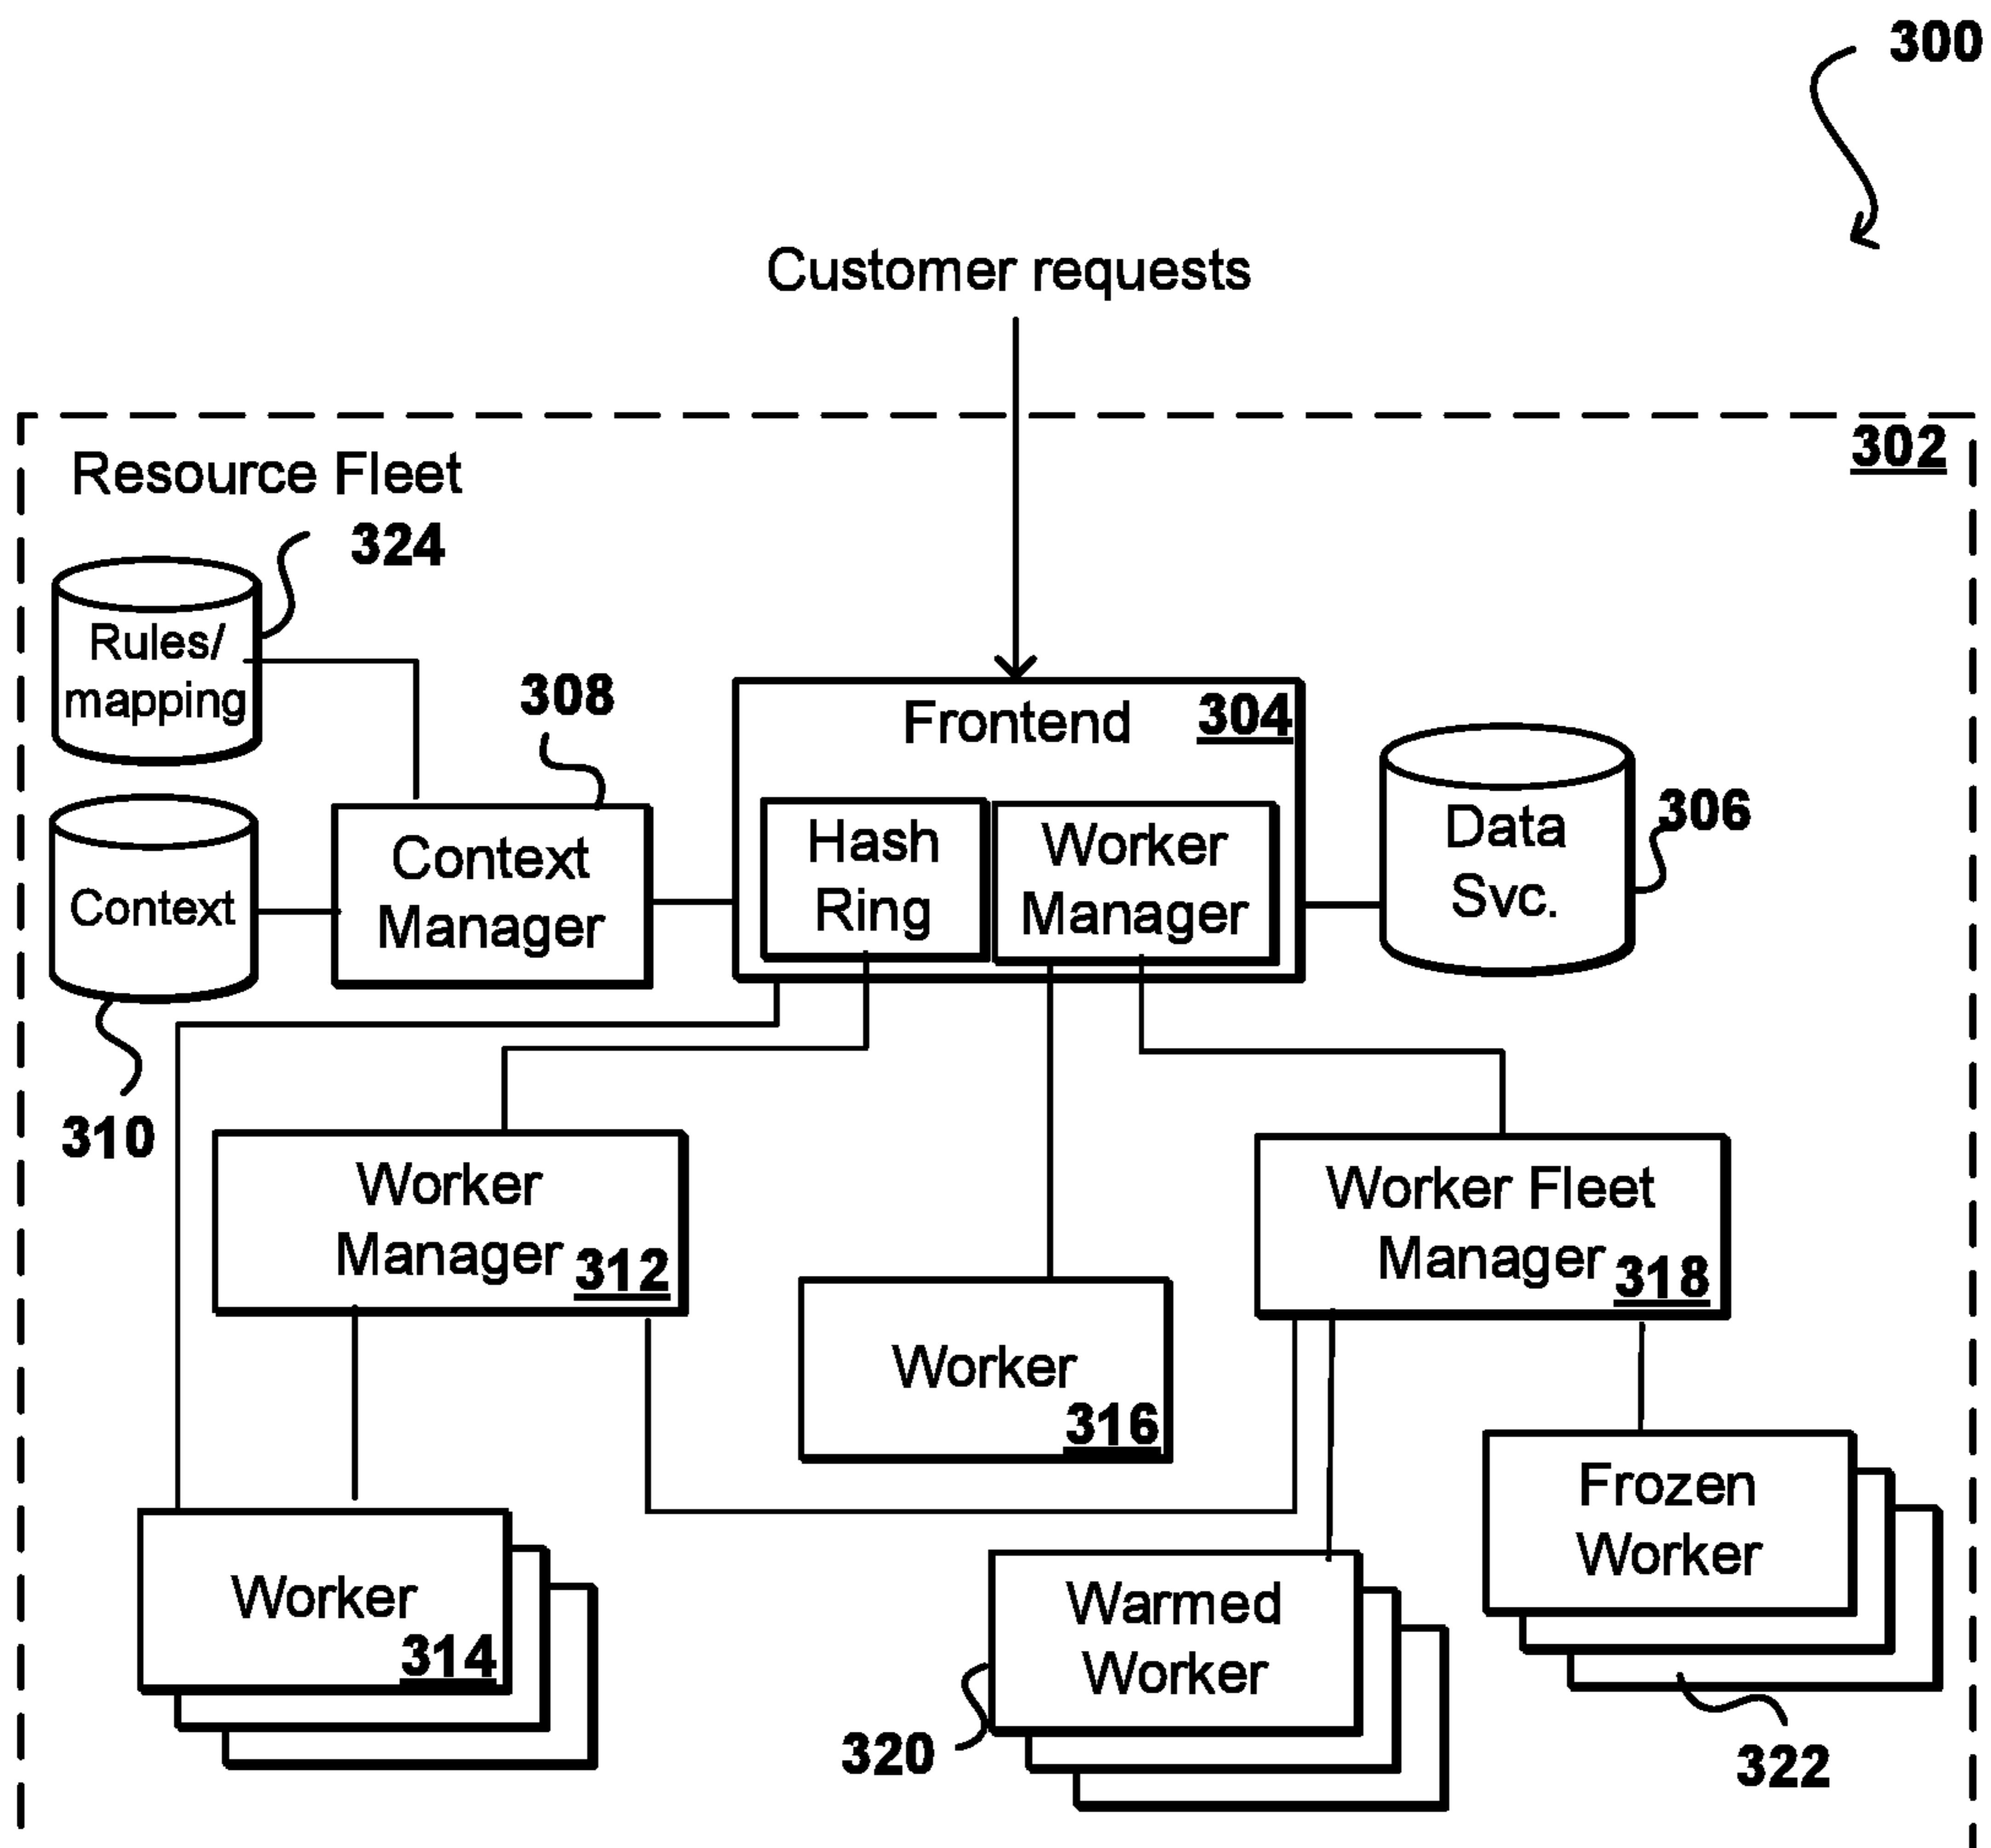 300
Customer requests
302
Resource Fleet
324
Rules/
mapping
308
Frontend
304
Hash
Ring
Worker
Manager
Data
Svc.
306
Context
Manager
Context
310
Worker
Manager
312
Worker Fleet
Manager
318
Worker
316
Frozen
Worker
322
Worker
314
Warmed
Worker
320